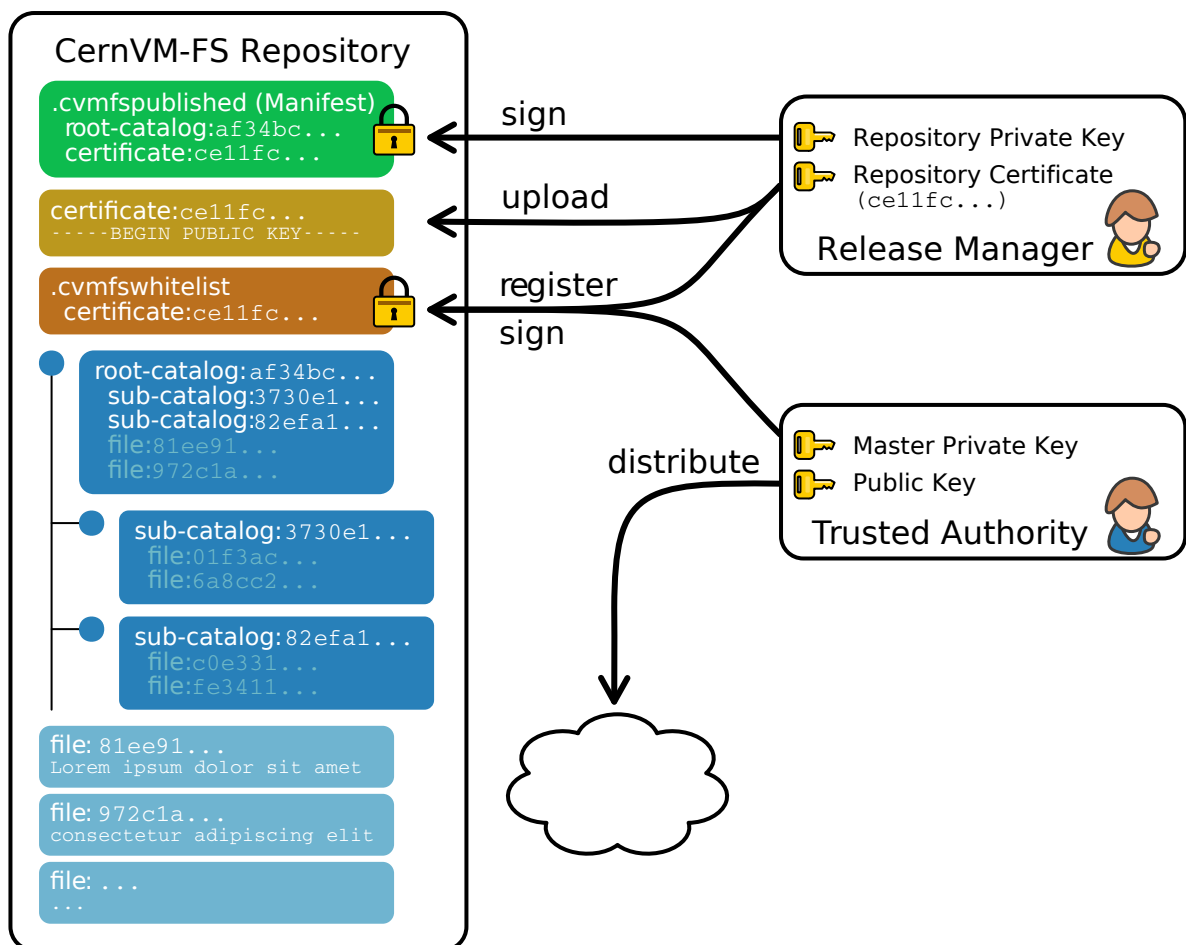 CernVM-FS Repository
.cvmfspublished (Manifest)
root-catalog:af34bc...
certificate:ce11fc...
certificate:ce11fc...
-----BEGIN PUBLIC KEY-----
.cvmfswhitelist
certificate:ce11fc...
root-catalog:af34bc...
sub-catalog:3730e1...
sub-catalog:82efa1...
file:81ee91...
file:972c1a...
sub-catalog:3730e1...
file:01f3ac...
file:6a8cc2...
sub-catalog:82efa1...
file:c0e331...
file:fe3411...
file: 81ee91...
Lorem ipsum dolor sit amet
file: 972c1a...
consectetur adipiscing elit
file: ...
...
sign
upload
register
sign
distribute
Repository Private Key
Repository Certificate
(ce11fc...)
Release Manager
Master Private Key
Public Key
Trusted Authority